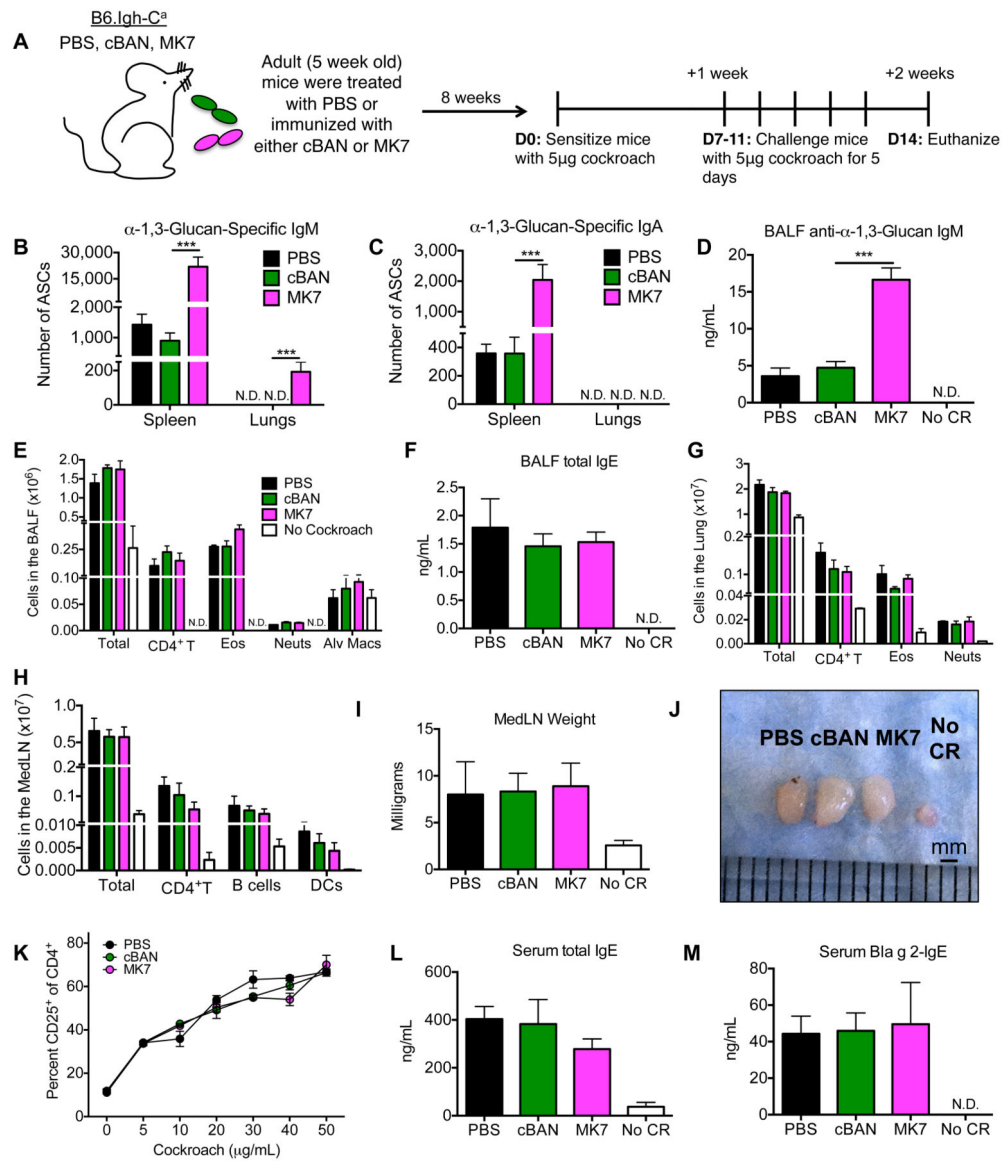 B6.Igh-Cᵃ
A
PBS, cBAN, MK7
Adult (5 week old)
mice were treated
with PBS or
immunized with
either cBAN or MK7
8 weeks
+1 week
+2 weeks
D0: Sensitize mice
with 5µg cockroach
D7-11: Challenge mice
with 5µg cockroach for 5
days
D14: Euthanize
B
α-1,3-Glucan-Specific IgM
Number of ASCs
30,000
15,000
2,000
1,000
200
0
***
***
PBS
cBAN
MK7
N.D. N.D.
Spleen
Lungs
C
α-1,3-Glucan-Specific IgA
Number of ASCs
3,000
2,000
1,000
400
200
0
***
PBS
cBAN
MK7
N.D. N.D. N.D.
Spleen
Lungs
D
BALF anti-α-1,3-Glucan IgM
ng/mL
20
15
10
5
0
***
N.D.
PBS
cBAN
MK7
No CR
E
Cells in the BALF (x10⁶)
2.0
1.5
1.0
0.5
0.25
0.10
0.05
0.00
PBS
cBAN
MK7
No Cockroach
N.D.
N.D.
N.D.
Total
CD4⁺ T
Eos
Neuts
Alv Macs
F
BALF total IgE
ng/mL
2.5
2.0
1.5
1.0
0.5
0.0
N.D.
PBS
cBAN
MK7
No CR
G
Cells in the Lung (x10⁷)
3
2
1
0.2
0.1
0.04
0.02
0.00
Total
CD4⁺ T
Eos
Neuts
H
Cells in the MedLN (x10⁷)
1.0
0.5
0.2
0.1
0.010
0.005
0.000
Total
CD4⁺T
B cells
DCs
I
MedLN Weight
Milligrams
15
10
5
0
PBS
cBAN
MK7
No CR
J
PBS cBAN MK7
No
CR
mm
K
Percent CD25⁺ of CD4⁺
80
60
40
20
0
PBS
cBAN
MK7
0
5
10
20
30
40
50
Cockroach (µg/mL)
L
Serum total IgE
ng/mL
600
400
200
0
PBS
cBAN
MK7
No CR
M
Serum Bla g 2-IgE
ng/mL
80
60
40
20
0
N.D.
PBS
cBAN
MK7
No CR